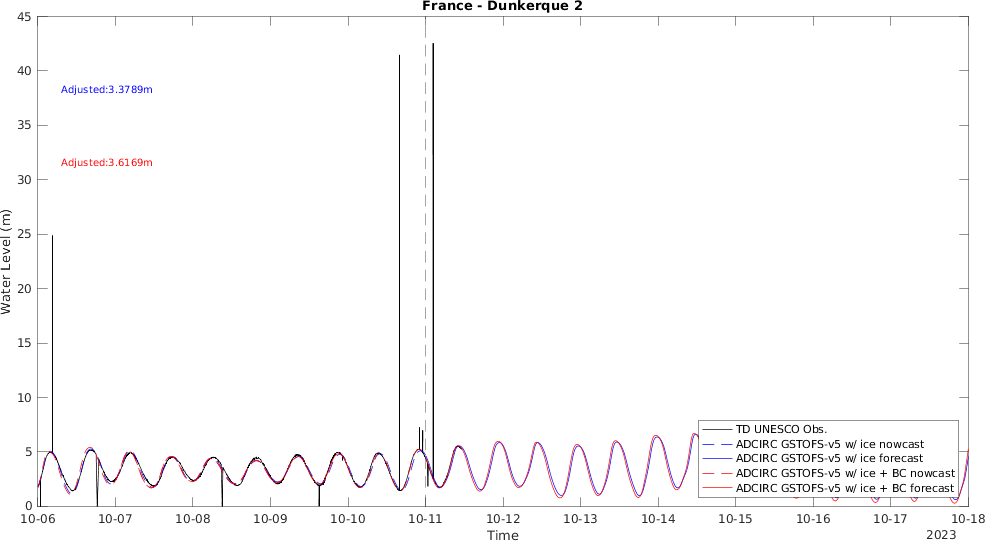 France - Dunkerque 2
45
40
35
30
25
20
15
10
5
0
Water Level (m)
Adjusted:3.3789m
Adjusted:3.6169m
TD UNESCO Obs.
ADCIRC GSTOFS-v5 w/ ice nowcast
ADCIRC GSTOFS-v5 w/ ice forecast
ADCIRC GSTOFS-v5 w/ ice + BC nowcast
ADCIRC GSTOFS-v5 w/ ice + BC forecast
10-06 10-07 10-08 10-09 10-10 10-11 10-12 10-13 10-14 10-15 10-16 10-17 10-18
Time
2023